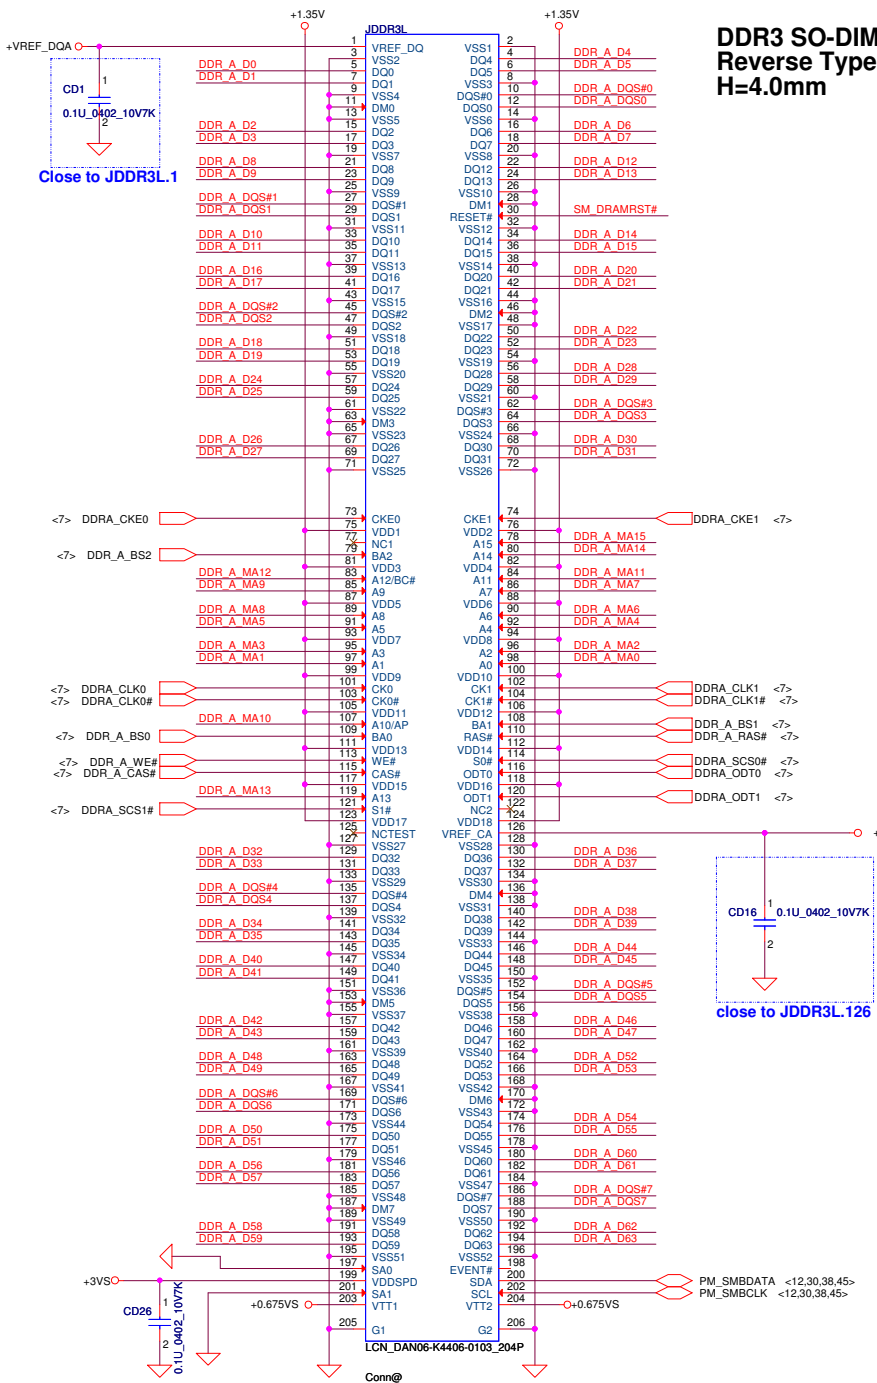 +1.35V +1.35V
JDDR3L
DDR3 SO-DIM
Reverse Type
H=4.0mm
+VREF_DQA
CD1
1
0.1U_0402_10V7K
2
Close to JDDR3L.1
1 VREF_DQ VSS1 2
3 VSS2 DQ4 4 DDR_A_D4
DDR_A_D0 5 DQ0 DQ5 6 DDR_A_D5
DDR_A_D1 7 DQ1 VSS3 8
9 VSS4 DQS#0 10 DDR_A_DQS#0
11 DM0 DQS0 12 DDR_A_DQS0
13 VSS5 VSS6 14
DDR_A_D2 15 DQ2 DQ6 16 DDR_A_D6
DDR_A_D3 17 DQ3 DQ7 18 DDR_A_D7
19 VSS7 VSS8 20
DDR_A_D8 21 DQ8 DQ12 22 DDR_A_D12
DDR_A_D9 23 DQ9 DQ13 24 DDR_A_D13
25 VSS9 VSS10 26
DDR_A_DQS#1 27 DQS#1 DM1 28
DDR_A_DQS1 29 DQS1 RESET# 30 SM_DRAMRST#
31 VSS11 VSS12 32
DDR_A_D10 33 DQ10 DQ14 34 DDR_A_D14
DDR_A_D11 35 DQ11 DQ15 36 DDR_A_D15
37 VSS13 VSS14 38
DDR_A_D16 39 DQ16 DQ20 40 DDR_A_D20
DDR_A_D17 41 DQ17 DQ21 42 DDR_A_D21
43 VSS15 VSS16 44
DDR_A_DQS#2 45 DQS#2 DM2 46
DDR_A_DQS2 47 DQS2 VSS17 48
49 VSS18 DQ22 50 DDR_A_D22
DDR_A_D18 51 DQ18 DQ23 52 DDR_A_D23
DDR_A_D19 53 DQ19 VSS19 54
55 VSS20 DQ28 56 DDR_A_D28
DDR_A_D24 57 DQ24 DQ29 58 DDR_A_D29
DDR_A_D25 59 DQ25 VSS21 60
61 VSS22 DQS#3 62 DDR_A_DQS#3
63 DM3 DQS3 64 DDR_A_DQS3
65 VSS23 VSS24 66
DDR_A_D26 67 DQ26 DQ30 68 DDR_A_D30
DDR_A_D27 69 DQ27 DQ31 70 DDR_A_D31
71 VSS25 VSS26 72
<7> DDRA_CKE0 73 CKE0 CKE1 74 DDRA_CKE1 <7>
75 VDD1 VDD2 76
77 NC1 A15 78 DDR_A_MA15
<7> DDR_A_BS2 79 BA2 A14 80 DDR_A_MA14
81 VDD3 VDD4 82
DDR_A_MA12 83 A12/BC# A11 84 DDR_A_MA11
DDR_A_MA9 85 A9 A7 86 DDR_A_MA7
87 VDD5 VDD6 88
DDR_A_MA8 89 A8 A6 90 DDR_A_MA6
DDR_A_MA5 91 A5 A4 92 DDR_A_MA4
93 VDD7 VDD8 94
DDR_A_MA3 95 A3 A2 96 DDR_A_MA2
DDR_A_MA1 97 A1 A0 98 DDR_A_MA0
99 VDD9 VDD10 100
<7> DDRA_CLK0 101 CK0 CK1 102 DDRA_CLK1 <7>
<7> DDRA_CLK0# 103 CK0# CK1# 104 DDRA_CLK1# <7>
105 VDD11 VDD12 106
DDR_A_MA10 107 A10/AP BA1 108 DDR_A_BS1 <7>
<7> DDR_A_BS0 109 BA0 RAS# 110 DDR_A_RAS# <7>
111 VDD13 VDD14 112
<7> DDR_A_WE# 113 WE# S0# 114 DDRA_SCS0# <7>
<7> DDR_A_CAS# 115 CAS# ODT0 116 DDRA_ODT0 <7>
117 VDD15 VDD16 118
DDR_A_MA13 119 A13 ODT1 120 DDRA_ODT1 <7>
<7> DDRA_SCS1# 121 S1# NC2 122
123 VDD17 VDD18 124
125 NCTEST VREF_CA 126 +
127 VSS27 VSS28 128
DDR_A_D32 129 DQ32 DQ36 130 DDR_A_D36
DDR_A_D33 131 DQ33 DQ37 132 DDR_A_D37
133 VSS29 VSS30 134
DDR_A_DQS#4 135 DQS#4 DM4 136
DDR_A_DQS4 137 DQS4 VSS31 138
139 VSS32 DQ38 140 DDR_A_D38
DDR_A_D34 141 DQ34 DQ39 142 DDR_A_D39
DDR_A_D35 143 DQ35 VSS33 144
145 VSS34 DQ44 146 DDR_A_D44
DDR_A_D40 147 DQ40 DQ45 148 DDR_A_D45
DDR_A_D41 149 DQ41 VSS35 150
151 VSS36 DQS#5 152 DDR_A_DQS#5
153 DM5 DQS5 154 DDR_A_DQS5
155 VSS37 VSS38 156
DDR_A_D42 157 DQ42 DQ46 158 DDR_A_D46
DDR_A_D43 159 DQ43 DQ47 160 DDR_A_D47
161 VSS39 VSS40 162
DDR_A_D48 163 DQ48 DQ52 164 DDR_A_D52
DDR_A_D49 165 DQ49 DQ53 166 DDR_A_D53
167 VSS41 VSS42 168
DDR_A_DQS#6 169 DQS#6 DM6 170
DDR_A_DQS6 171 DQS6 VSS43 172
173 VSS44 DQ54 174 DDR_A_D54
DDR_A_D50 175 DQ50 DQ55 176 DDR_A_D55
DDR_A_D51 177 DQ51 VSS45 178
179 VSS46 DQ60 180 DDR_A_D60
DDR_A_D56 181 DQ56 DQ61 182 DDR_A_D61
DDR_A_D57 183 DQ57 VSS47 184
185 VSS48 DQS#7 186 DDR_A_DQS#7
187 DM7 DQS7 188 DDR_A_DQS7
189 VSS49 VSS50 190
DDR_A_D58 191 DQ58 DQ62 192 DDR_A_D62
DDR_A_D59 193 DQ59 DQ63 194 DDR_A_D63
195 VSS51 VSS52 196
197 SA0 EVENT# 198
+3VS 199 VDDSPD SDA 200 PM_SMBDATA <12,30,38,45>
201 SA1 SCL 202 PM_SMBCLK <12,30,38,45>
+0.675VS 203 VTT1 VTT2 204 +0.675VS
205 G1 G2 206
CD16
1
0.1U_0402_10V7K
2
close to JDDR3L.126
CD26
1
2
0.1U_0402_10V7K
LCN_DAN06-K4406-0103_204P
Conn@